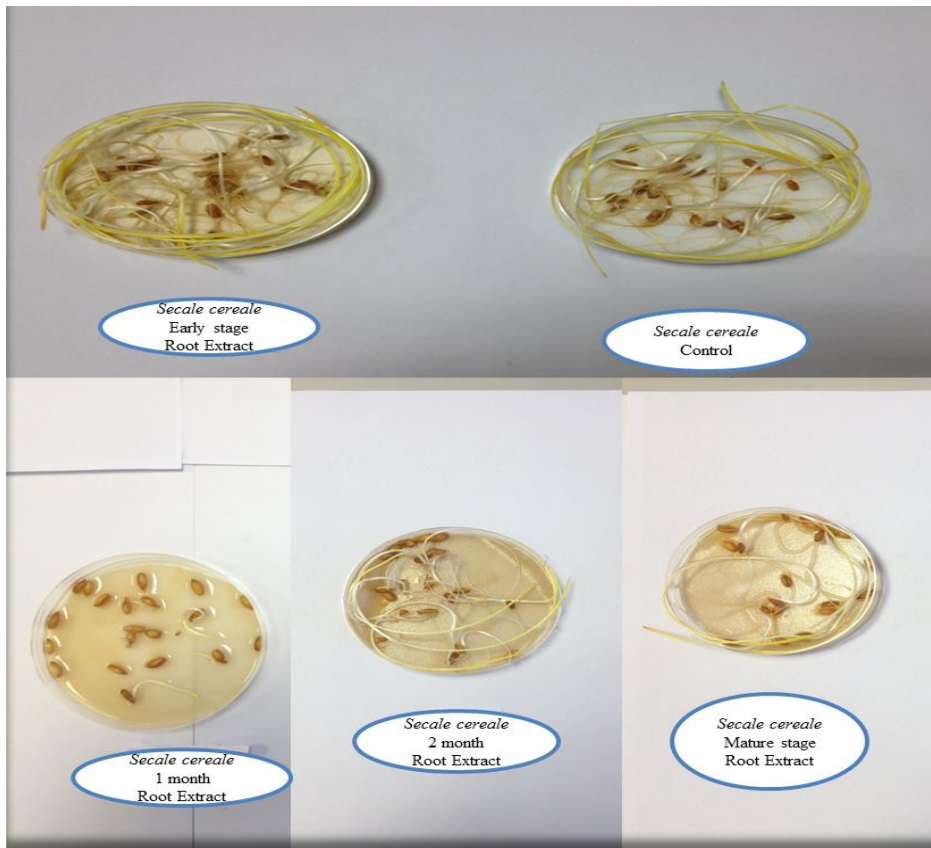 Secale cereale
Early stage
Root Extract
Secale cereale
Control
Secale cereale
1 month
Root Extract
Secale cereale
2 month
Root Extract
Secale cereale
Mature stage
Root Extract